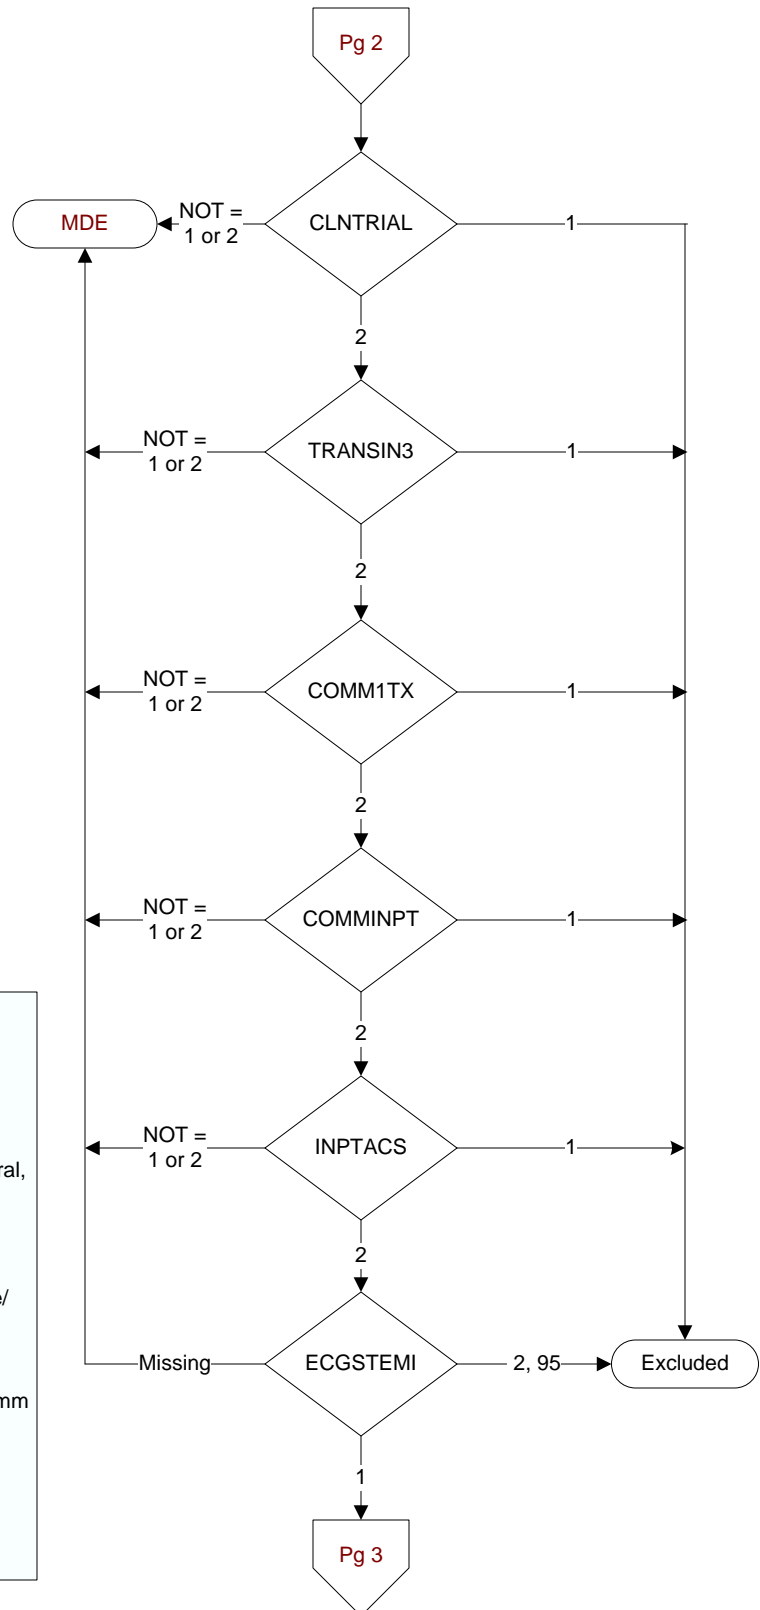 Pg 2
MDE
NOT =
1 or 2
CLNTRIAL
1
2
NOT =
1 or 2
TRANSIN3
1
2
NOT =
1 or 2
COMM1TX
1
2
NOT =
1 or 2
COMMINPT
1
2
NOT =
1 or 2
INPTACS
1
ral,
2
e/
Missing
ECGSTEMI
2, 95
Excluded
mm
1
Pg 3